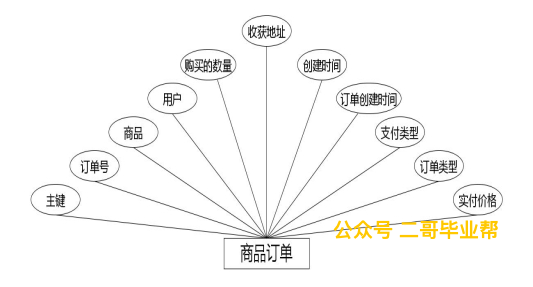 收获地址
购买的数量
创建时间
用户
订单创建时间
商品
支付类型
订单号
订单类型
主键
实付价格
公众号 二哥毕业帮
商品订单